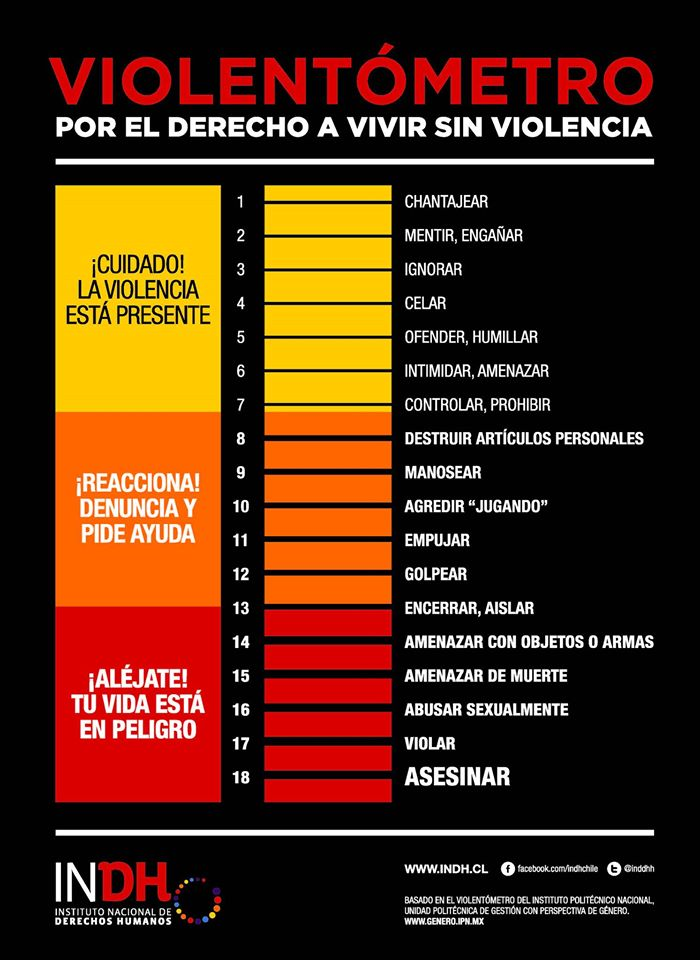 VIOLENTÓMETRO
POR EL DERECHO A VIVIR SIN VIOLENCIA
¡CUIDADO!
LA VIOLENCIA
ESTÁ PRESENTE
1 CHANTAJEAR
2 MENTIR, ENGAÑAR
3 IGNORAR
4 CELAR
5 OFENDER, HUMILLAR
6 INTIMIDAR, AMENAZAR
7 CONTROLAR, PROHIBIR
¡REACCIONA!
DENUNCIA Y
PIDE AYUDA
8 DESTRUIR ARTÍCULOS PERSONALES
9 MANOSEAR
10 AGREDIR “JUGANDO”
11 EMPUJAR
12 GOLPEAR
13 ENCERRAR, AISLAR
¡ALÉJATE!
TU VIDA ESTÁ
EN PELIGRO
14 AMENAZAR CON OBJETOS O ARMAS
15 AMENAZAR DE MUERTE
16 ABUSAR SEXUALMENTE
17 VIOLAR
18 ASESINAR
INDH
INSTITUTO NACIONAL DE
DERECHOS HUMANOS
WWW.INDH.CL facebook.com/indhchile @inddhh
BASADO EN EL VIOLENTÓMETRO DEL INSTITUTO POLITÉCNICO NACIONAL,
UNIDAD POLITÉCNICA DE GESTIÓN CON PERSPECTIVA DE GÉNERO.
WWW.GENERO.IPN.MX